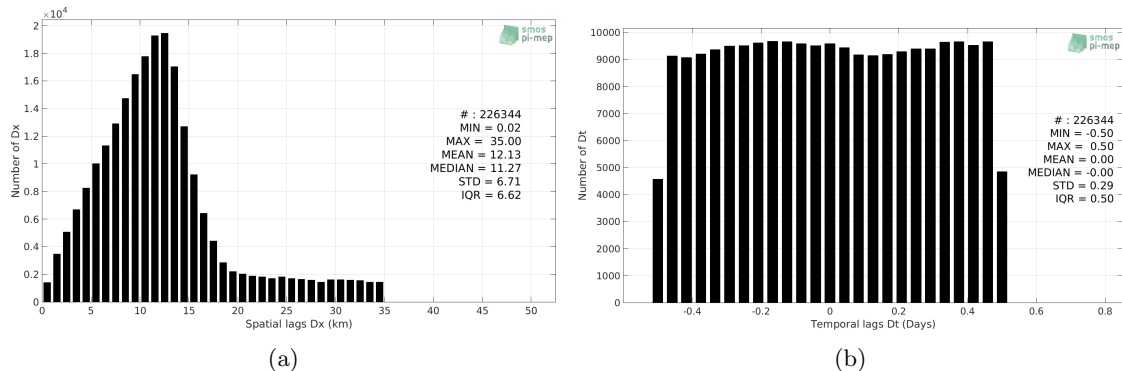 ×10⁴
2
1.8
1.6
1.4
1.2
1
0.8
0.6
0.4
0.2
0
Number of Dx
smos
pi-mep
# : 226344
MIN = 0.02
MAX = 35.00
MEAN = 12.13
MEDIAN = 11.27
STD = 6.71
IQR = 6.62
0 5 10 15 20 25 30 35 40 45 50
Spatial lags Dx (km)
(a)
10000
9000
8000
7000
6000
5000
4000
3000
2000
1000
0
Number of Dt
smos
pi-mep
# : 226344
MIN = -0.50
MAX = 0.50
MEAN = 0.00
MEDIAN = -0.00
STD = 0.29
IQR = 0.50
-0.4 -0.2 0 0.2 0.4 0.6 0.8
Temporal lags Dt (Days)
(b)